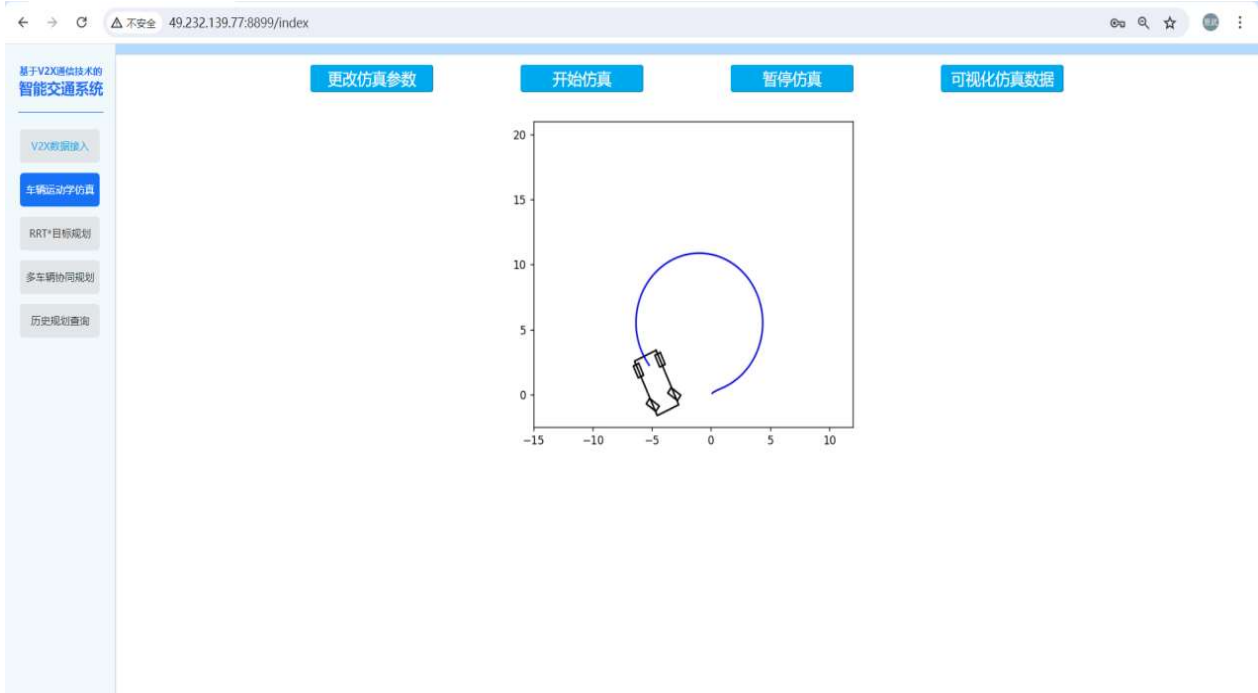 不安全 49.232.139.77:8899/index
基于V2X通信技术的
智能交通系统
V2X数据接入
车辆运动学仿真
RRT*目标规划
多车辆协同规划
历史规划查询
更改仿真参数 开始仿真 暂停仿真 可视化仿真数据
20
15
10
5
0
−15 −10 −5 0 5 10